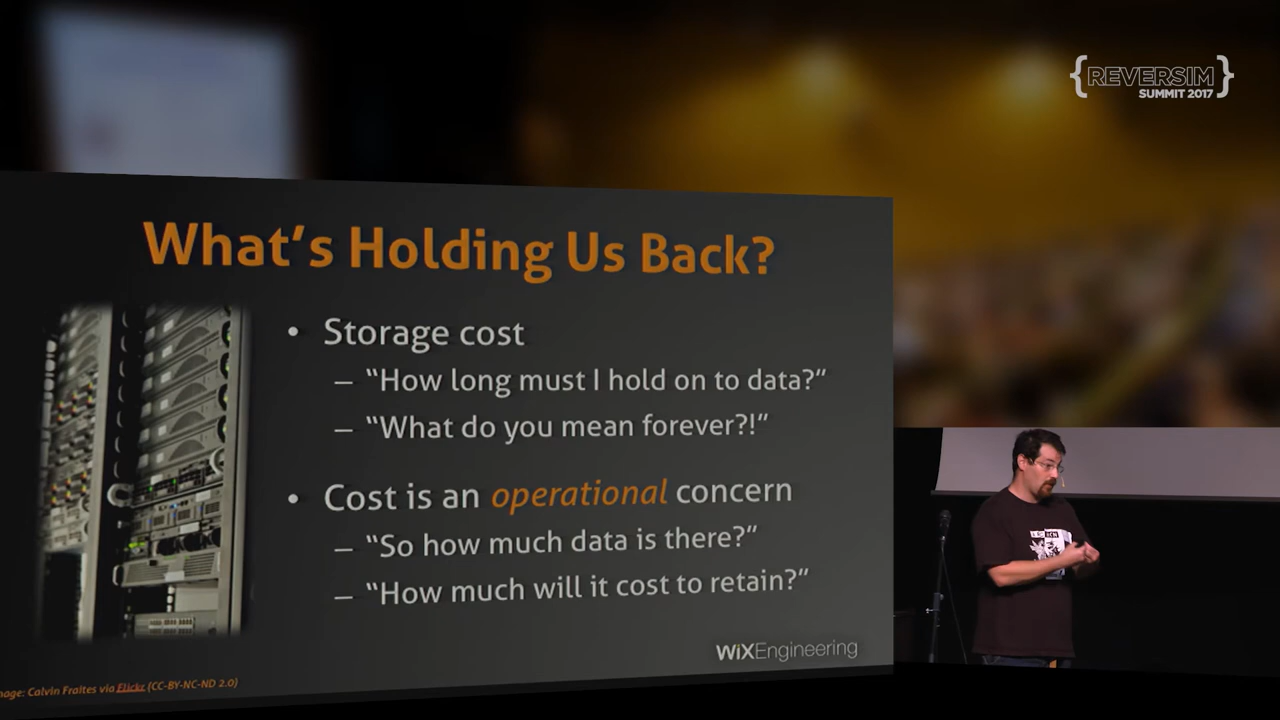 {REVERSIM}
SUMMIT 2017
What's Holding Us Back?
• Storage cost
– “How long must I hold on to data?”
– “What do you mean forever?!”
• Cost is an operational concern
– “So how much data is there?”
– “How much will it cost to retain?”
WiXEngineering
mage: Calvin Fraites via Flickr (CC-BY-NC-ND 2.0)